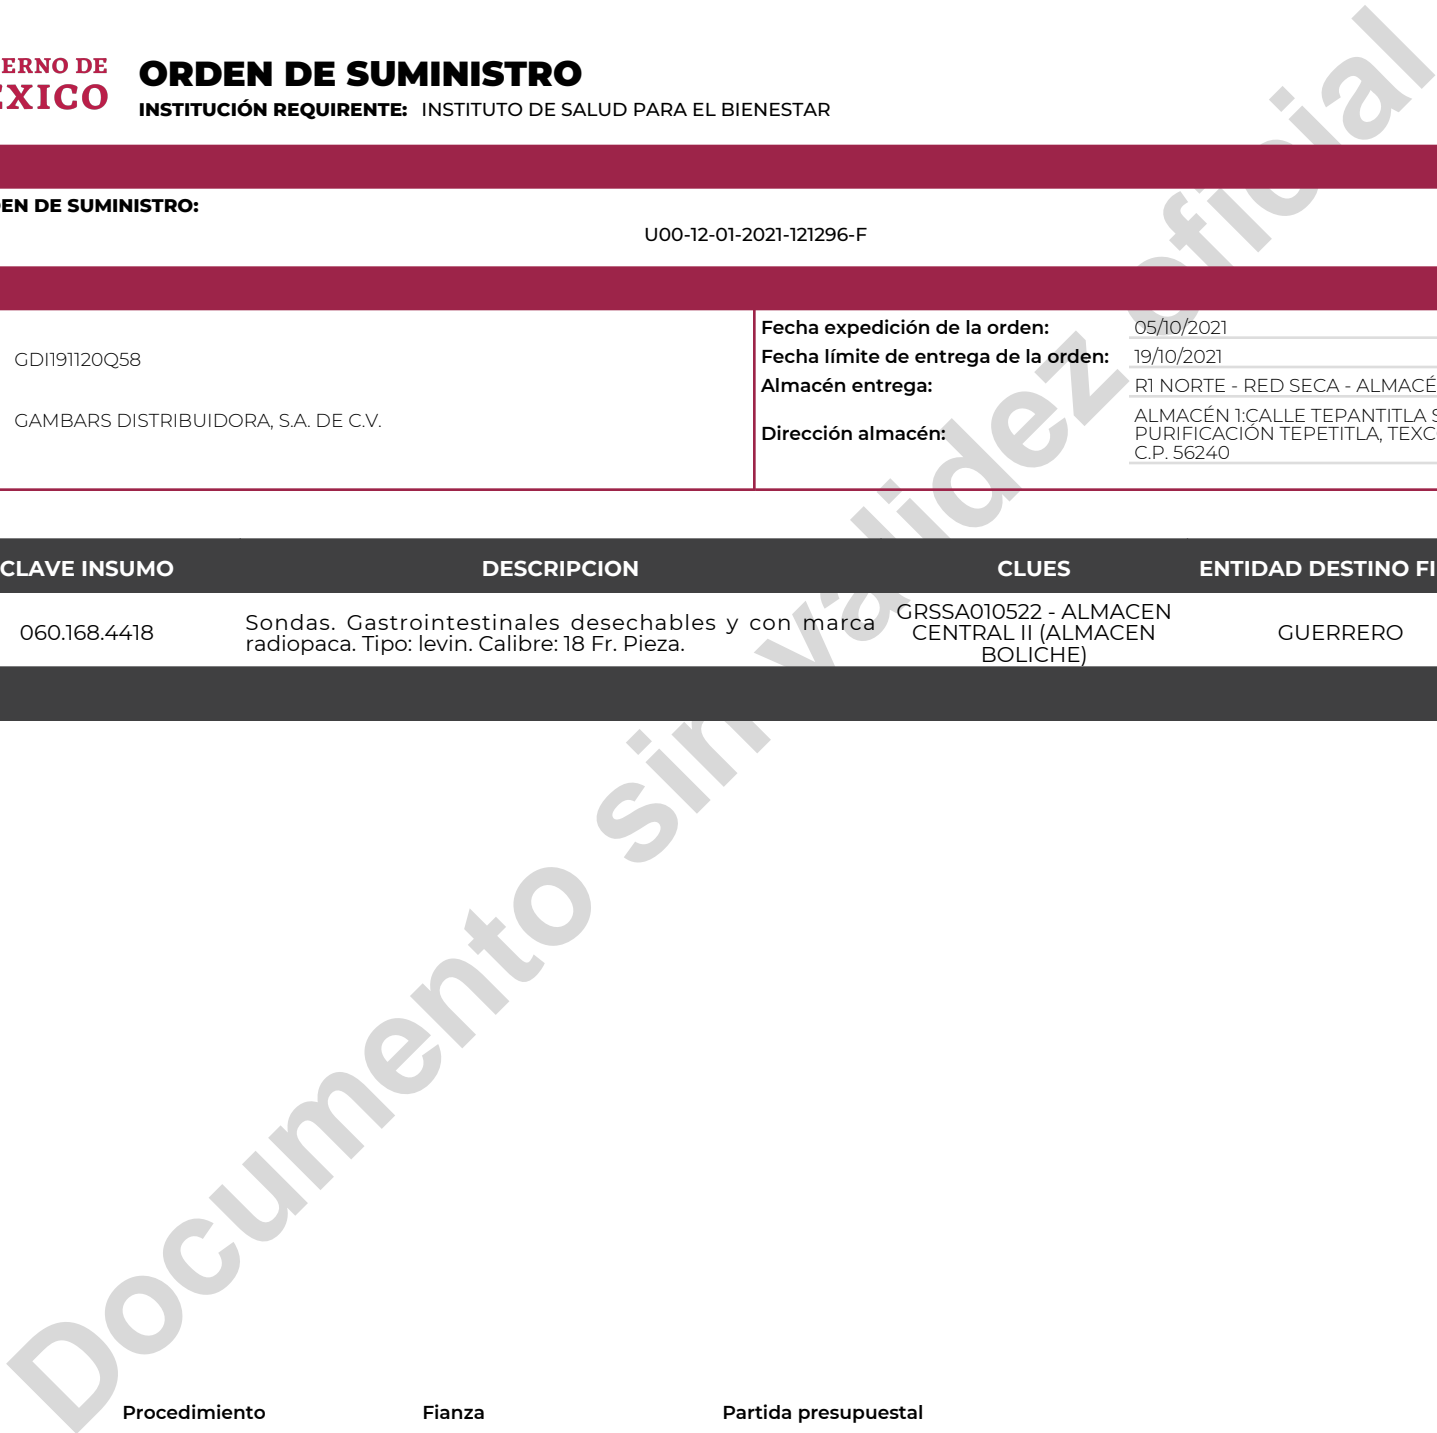 ERNO DE
EXICO
ORDEN DE SUMINISTRO
INSTITUCIÓN REQUIRENTE: INSTITUTO DE SALUD PARA EL BIENESTAR
EN DE SUMINISTRO:
U00-12-01-2021-121296-F
GDI191120Q58
GAMBARS DISTRIBUIDORA, S.A. DE C.V.
Fecha expedición de la orden: 05/10/2021
Fecha límite de entrega de la orden: 19/10/2021
Almacén entrega: R1 NORTE - RED SECA - ALMACÉ
Dirección almacén: ALMACÉN 1:CALLE TEPANTITLA S
PURIFICACIÓN TEPETITLA, TEXC
C.P. 56240
CLAVE INSUMO DESCRIPCION CLUES ENTIDAD DESTINO FI
060.168.4418
Sondas. Gastrointestinales desechables y con marca
radiopaca. Tipo: levin. Calibre: 18 Fr. Pieza.
GRSSA010522 - ALMACEN
CENTRAL II (ALMACEN
BOLICHE)
GUERRERO
Documento sin validez oficial
Procedimiento Fianza Partida presupuestal